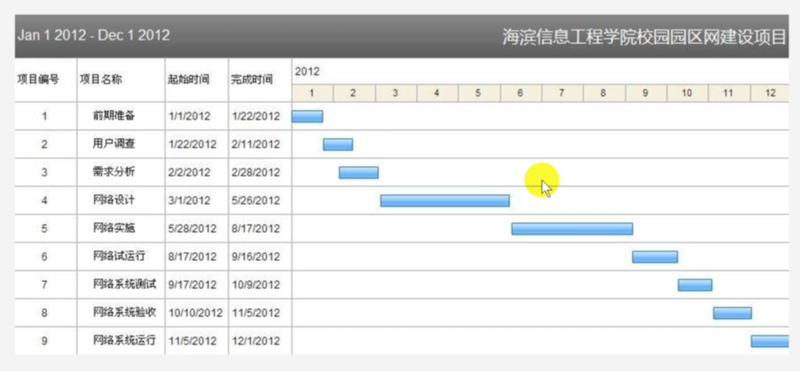 Jan 1 2012 - Dec 1 2012 海滨信息工程学院校园园区网建设项目
项目编号 项目名称 起始时间 完成时间 2012
1 2 3 4 5 6 7 8 9 10 11 12
1 前期准备 1/1/2012 1/22/2012
2 用户调查 1/22/2012 2/11/2012
3 需求分析 2/2/2012 2/28/2012
4 网络设计 3/1/2012 5/26/2012
5 网络实施 5/28/2012 8/17/2012
6 网络试运行 8/17/2012 9/16/2012
7 网络系统测试 9/17/2012 10/9/2012
8 网络系统验收 10/10/2012 11/5/2012
9 网络系统运行 11/5/2012 12/1/2012